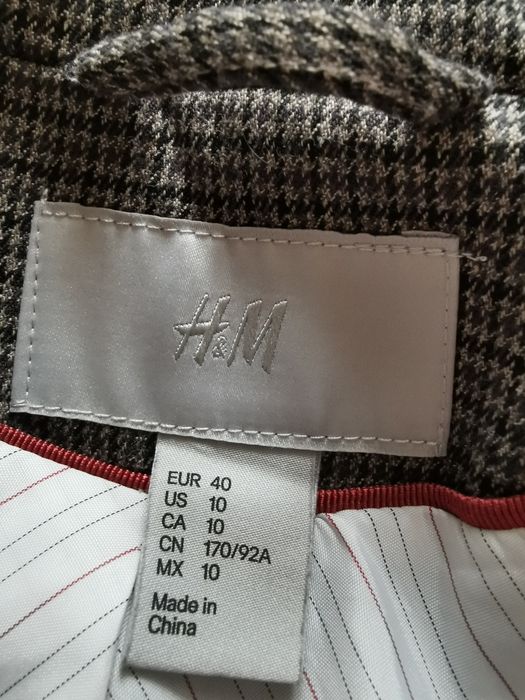 H&M
EUR 40
US 10
CA 10
CN 170/92A
MX 10
Made in
China